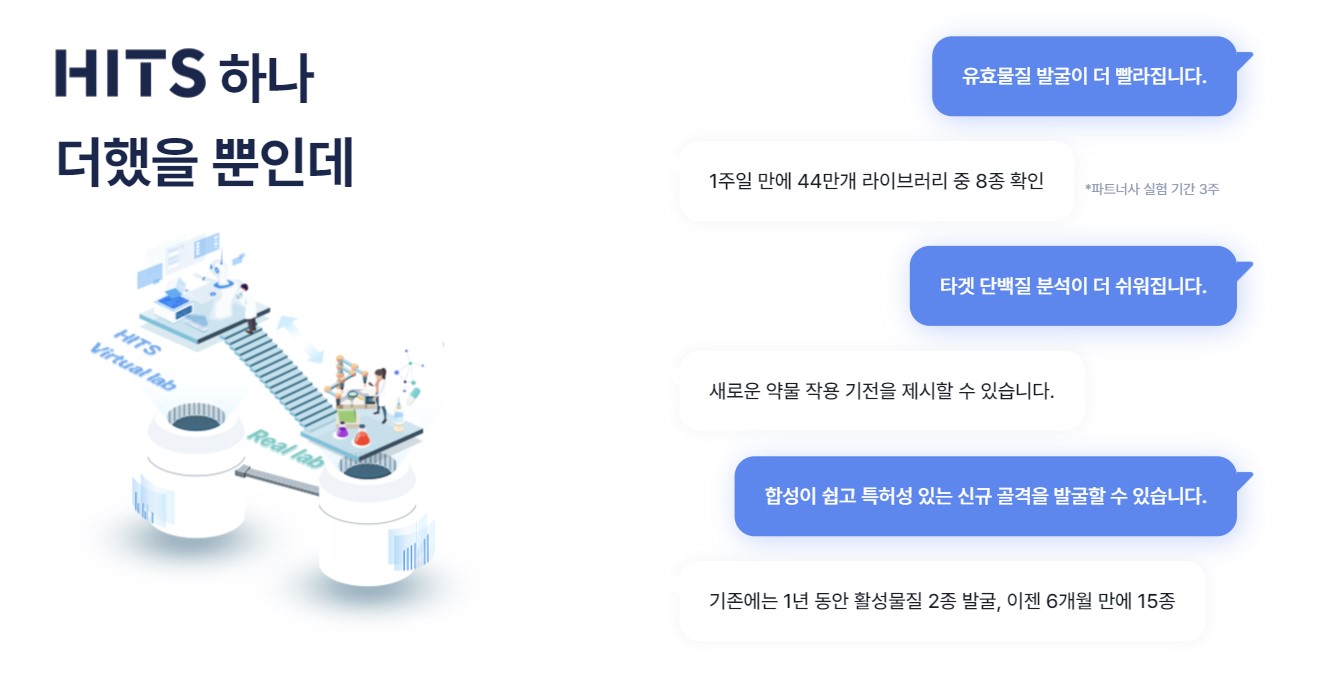 HITS 하나
더했을 뿐인데
HITS
Virtual lab
Real lab
유효물질 발굴이 더 빨라집니다.
1주일 만에 44만개 라이브러리 중 8종 확인
*파트너사 실험 기간 3주
타겟 단백질 분석이 더 쉬워집니다.
새로운 약물 작용 기전을 제시할 수 있습니다.
합성이 쉽고 특허성 있는 신규 골격을 발굴할 수 있습니다.
기존에는 1년 동안 활성물질 2종 발굴, 이젠 6개월 만에 15종